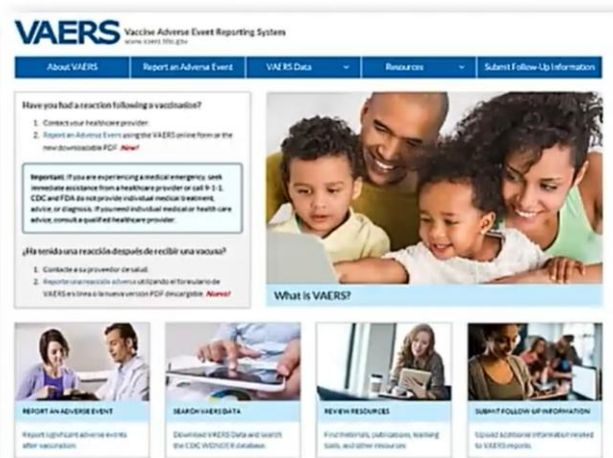 VAERS Vaccine Adverse Event Reporting System
www.vaers.hhs.gov
About VAERS Report an Adverse Event VAERS Data Resources Submit Follow-Up Information
Have you had a reaction following a vaccination?
1. Contact your healthcare provider.
2. Report an Adverse Event using the VAERS online form or the
new downloadable PDF. New!
Important: If you are experiencing a medical emergency, seek
immediate assistance from a healthcare provider or call 9-1-1.
CDC and FDA do not provide individual medical treatment,
advice, or diagnosis. If you need individual medical or health care
advice, consult a qualified healthcare provider.
¿Ha tenido una reacción después de recibir una vacuna?
1. Contacte a su proveedor de salud.
2. Reporte una reacción adversa utilizando el formulario de
VAERS en línea o la nueva versión PDF descargable. Nuevo!
What is VAERS?
REPORT AN ADVERSE EVENT
Report significant adverse events
after vaccination.
SEARCH VAERS DATA
Download VAERS Data and search
the CDC WONDER database.
REVIEW RESOURCES
Find materials, publications, learning
tools, and other resources.
SUBMIT FOLLOW-UP INFORMATION
Upload additional information related
to VAERS reports.